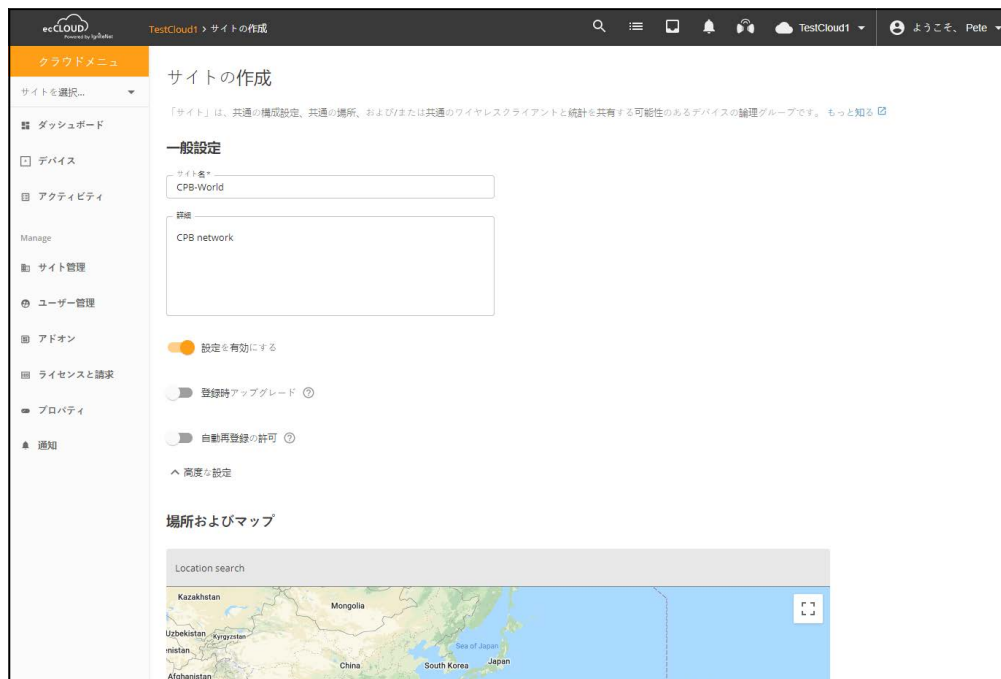 ecCLOUD
Powered by IgniteNet
TestCloud1 > サイトの作成
TestCloud1
ようこそ、Pete
クラウドメニュー
サイトを選択...
ダッシュボード
デバイス
アクティビティ
Manage
サイト管理
ユーザー管理
アドオン
ライセンスと請求
プロパティ
通知
サイトの作成
「サイト」は、共通の構成設定、共通の場所、および/または共通のワイヤレスクライアントと統計を共有する可能性のあるデバイスの論理グループです。 もっと知る
一般設定
サイト名*
CPB-World
詳細
CPB network
設定を有効にする
登録時アップグレード
自動再登録の許可
高度な設定
場所およびマップ
Location search
Kazakhstan
Mongolia
Uzbekistan
Kyrgyzstan
nistan
Sea of Japan
China
South Korea
Japan
Afghanistan